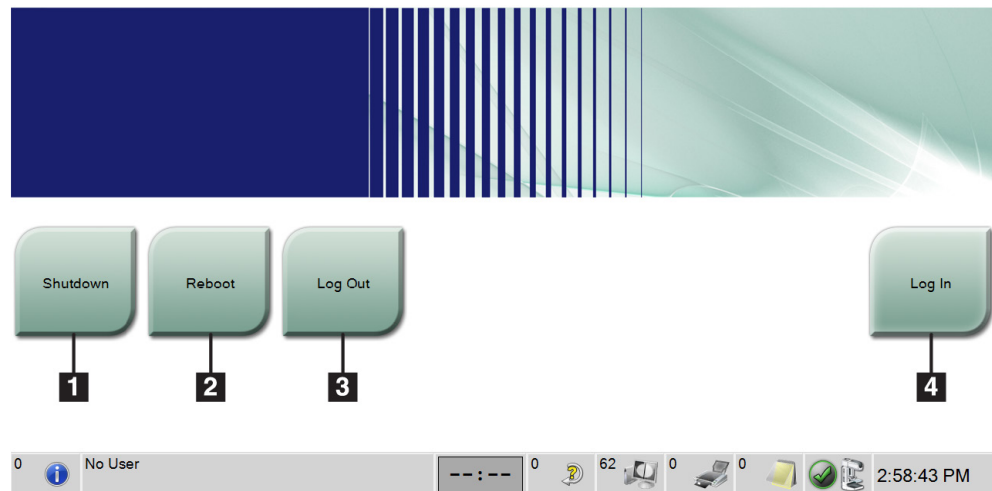 Shutdown
Reboot
Log Out
Log In
1
2
3
4
0
No User
--:--
0
62
0
0
2:58:43 PM